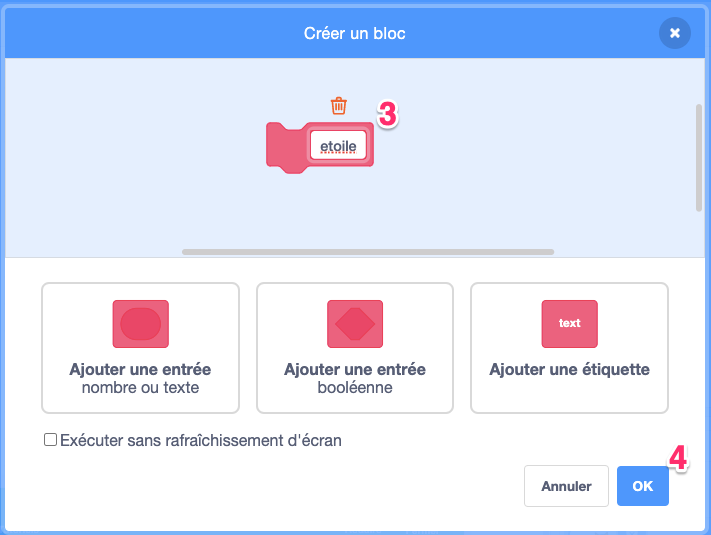 Créer un bloc
3
etoile
text
Ajouter une entrée
nombre ou texte
Ajouter une entrée
booléenne
Ajouter une étiquette
Exécuter sans rafraîchissement d'écran
4
Annuler
OK